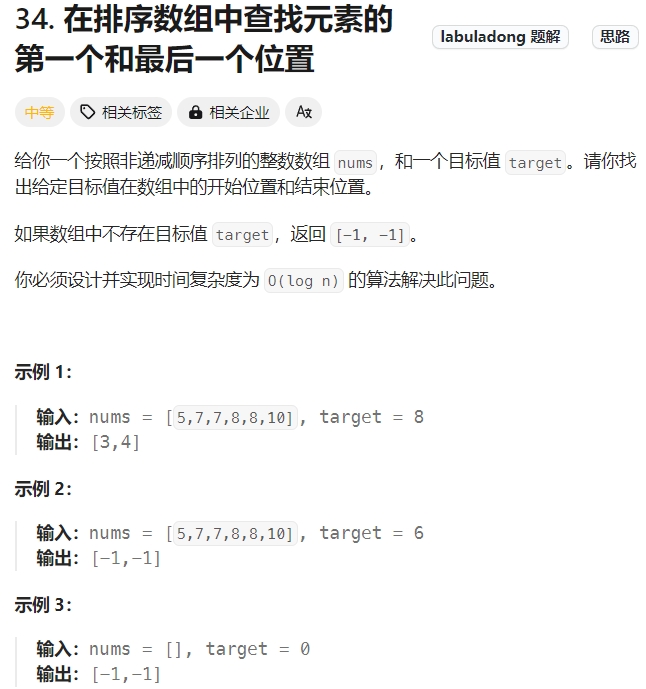 34. 在排序数组中查找元素的
第一个和最后一个位置
labuladong 题解
思路
中等
相关标签
相关企业
给你一个按照非递减顺序排列的整数数组 nums，和一个目标值 target。请你找
出给定目标值在数组中的开始位置和结束位置。
如果数组中不存在目标值 target，返回 [-1, -1]。
你必须设计并实现时间复杂度为 O(log n) 的算法解决此问题。
示例 1：
输入：nums = [5,7,7,8,8,10], target = 8
输出：[3,4]
示例 2：
输入：nums = [5,7,7,8,8,10], target = 6
输出：[-1,-1]
示例 3：
输入：nums = [], target = 0
输出：[-1,-1]